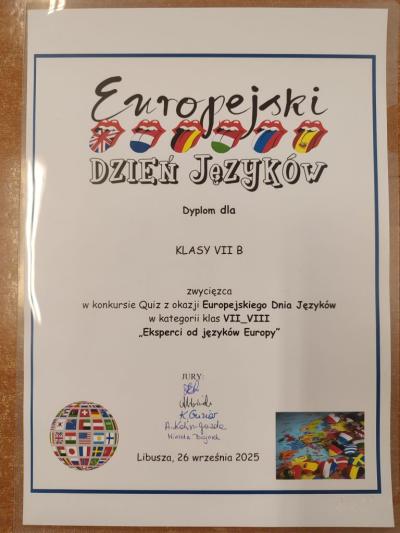 Europejski
DZIEŃ JĘZYKÓW
Dyplom dla
KLASY VII B
zwycięzca
w konkursie Quiz z okazji Europejskiego Dnia Języków
w kategorii klas VII_VIII
„Eksperci od języków Europy”
JURY:
Libusza, 26 września 2025